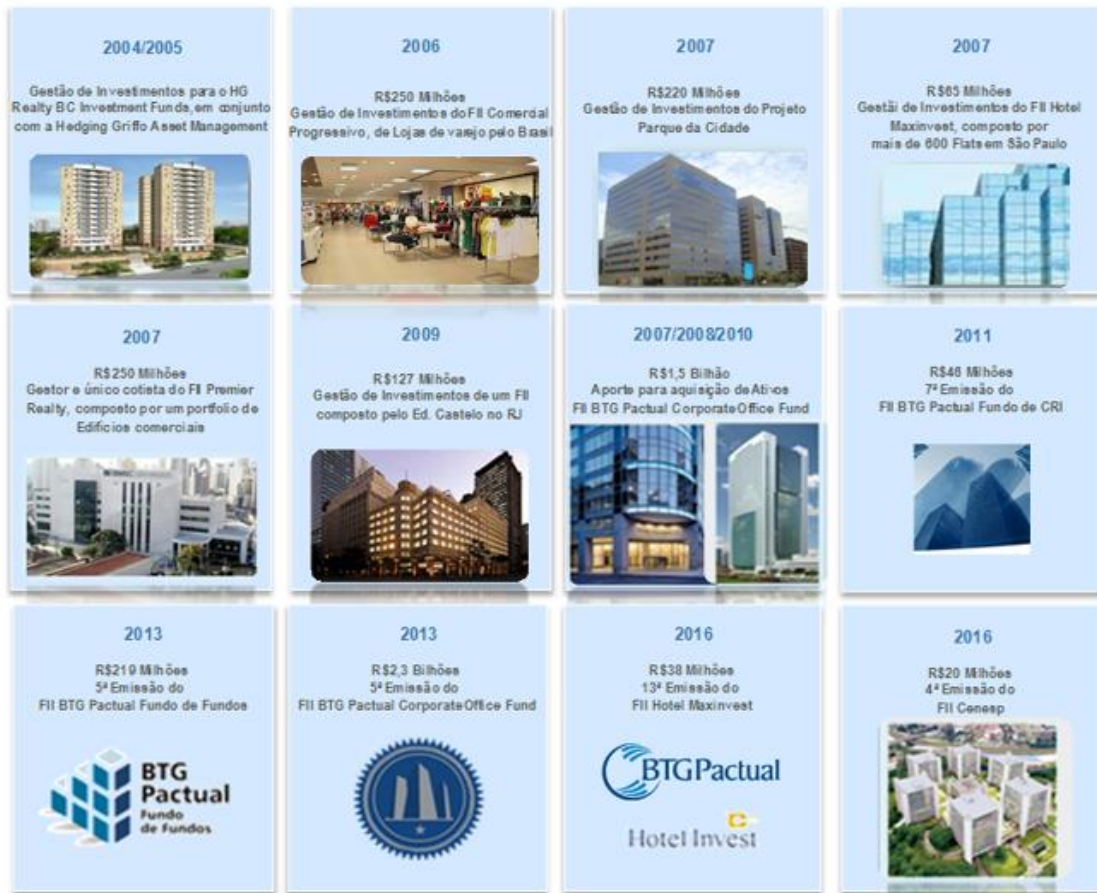 2004/2005
Gestão de Investimentos para o HG
Realty BC Investment Funds, em conjunto
com a Hedging Griffo Asset Management
2006
R$250 Milhões
Gestão de Investimentos do FII Comercial
Progressivo, de Lojas de varejo pelo Brasil
2007
R$220 Milhões
Gestão de Investimentos do Projeto
Parque da Cidade
2007
R$65 Milhões
Gestãi de Investimentos do FII Hotel
Maxinvest, composto por
mais de 600 Flats em São Paulo
2007
R$250 Milhões
Gestor e único cotista do FII Premier
Realty, composto por um portfolio de
Edifícios comerciais
2009
R$127 Milhões
Gestão de Investimentos de um FII
composto pelo Ed. Castelo no RJ
2007/2008/2010
R$1,5 Bilhão
Aporte para aquisição de Ativos
FII BTG Pactual Corporate Office Fund
2011
R$46 Milhões
7ª Emissão do
FII BTG Pactual Fundo de CRI
2013
R$219 Milhões
5ª Emissão do
FII BTG Pactual Fundo de Fundos
BTG
Pactual
Fundo
de Fundos
2013
R$2,3 Bilhões
5ª Emissão do
FII BTG Pactual Corporate Office Fund
2016
R$38 Milhões
13ª Emissão do
FII Hotel Maxinvest
BTGPactual
Hotel Invest
2016
R$20 Milhões
4ª Emissão do
FII Cenesp